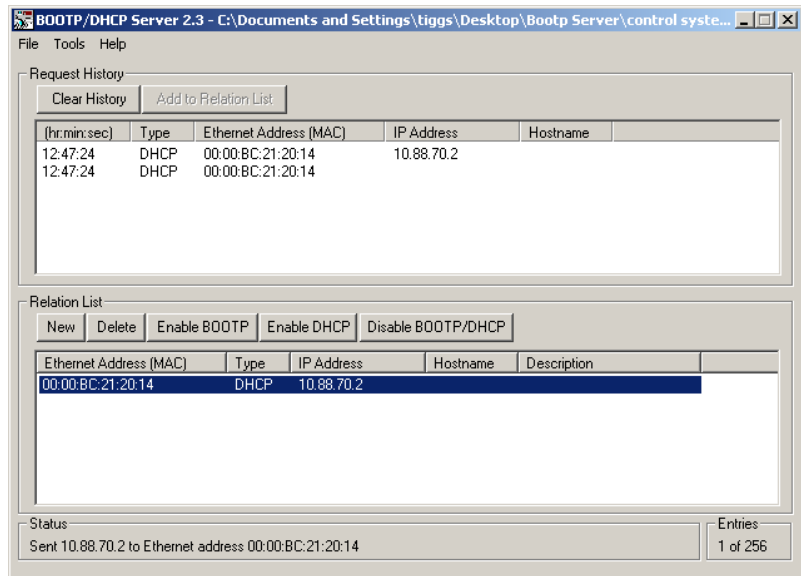 BOOTP/DHCP Server 2.3 - C:\Documents and Settings\tiggs\Desktop\Bootp Server\control syste...
File Tools Help
Request History
Clear History Add to Relation List
(hr:min:sec) Type Ethernet Address (MAC) IP Address Hostname
12:47:24 DHCP 00:00:BC:21:20:14 10.88.70.2
12:47:24 DHCP 00:00:BC:21:20:14
Relation List
New Delete Enable BOOTP Enable DHCP Disable BOOTP/DHCP
Ethernet Address (MAC) Type IP Address Hostname Description
00:00:BC:21:20:14 DHCP 10.88.70.2
Status
Sent 10.88.70.2 to Ethernet address 00:00:BC:21:20:14
Entries
1 of 256